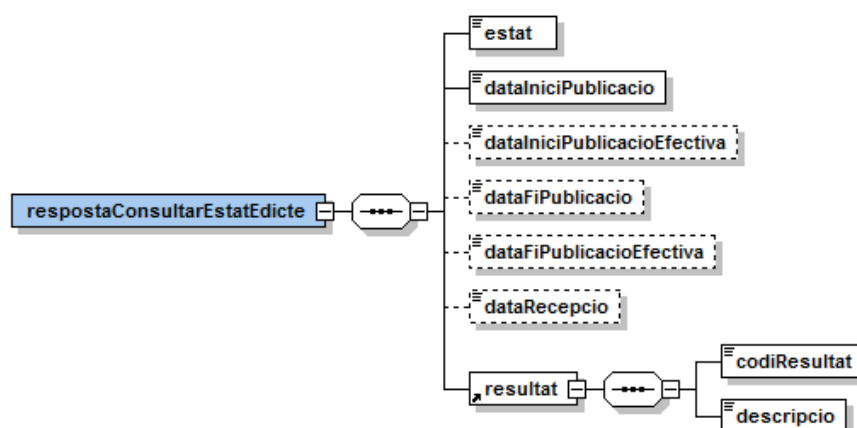 estat
dataIniciPublicacio
dataIniciPublicacioEfectiva
dataFiPublicacio
respostaConsultarEstatEdicte
dataFiPublicacioEfectiva
dataRecepcio
resultat
codiResultat
descripcio